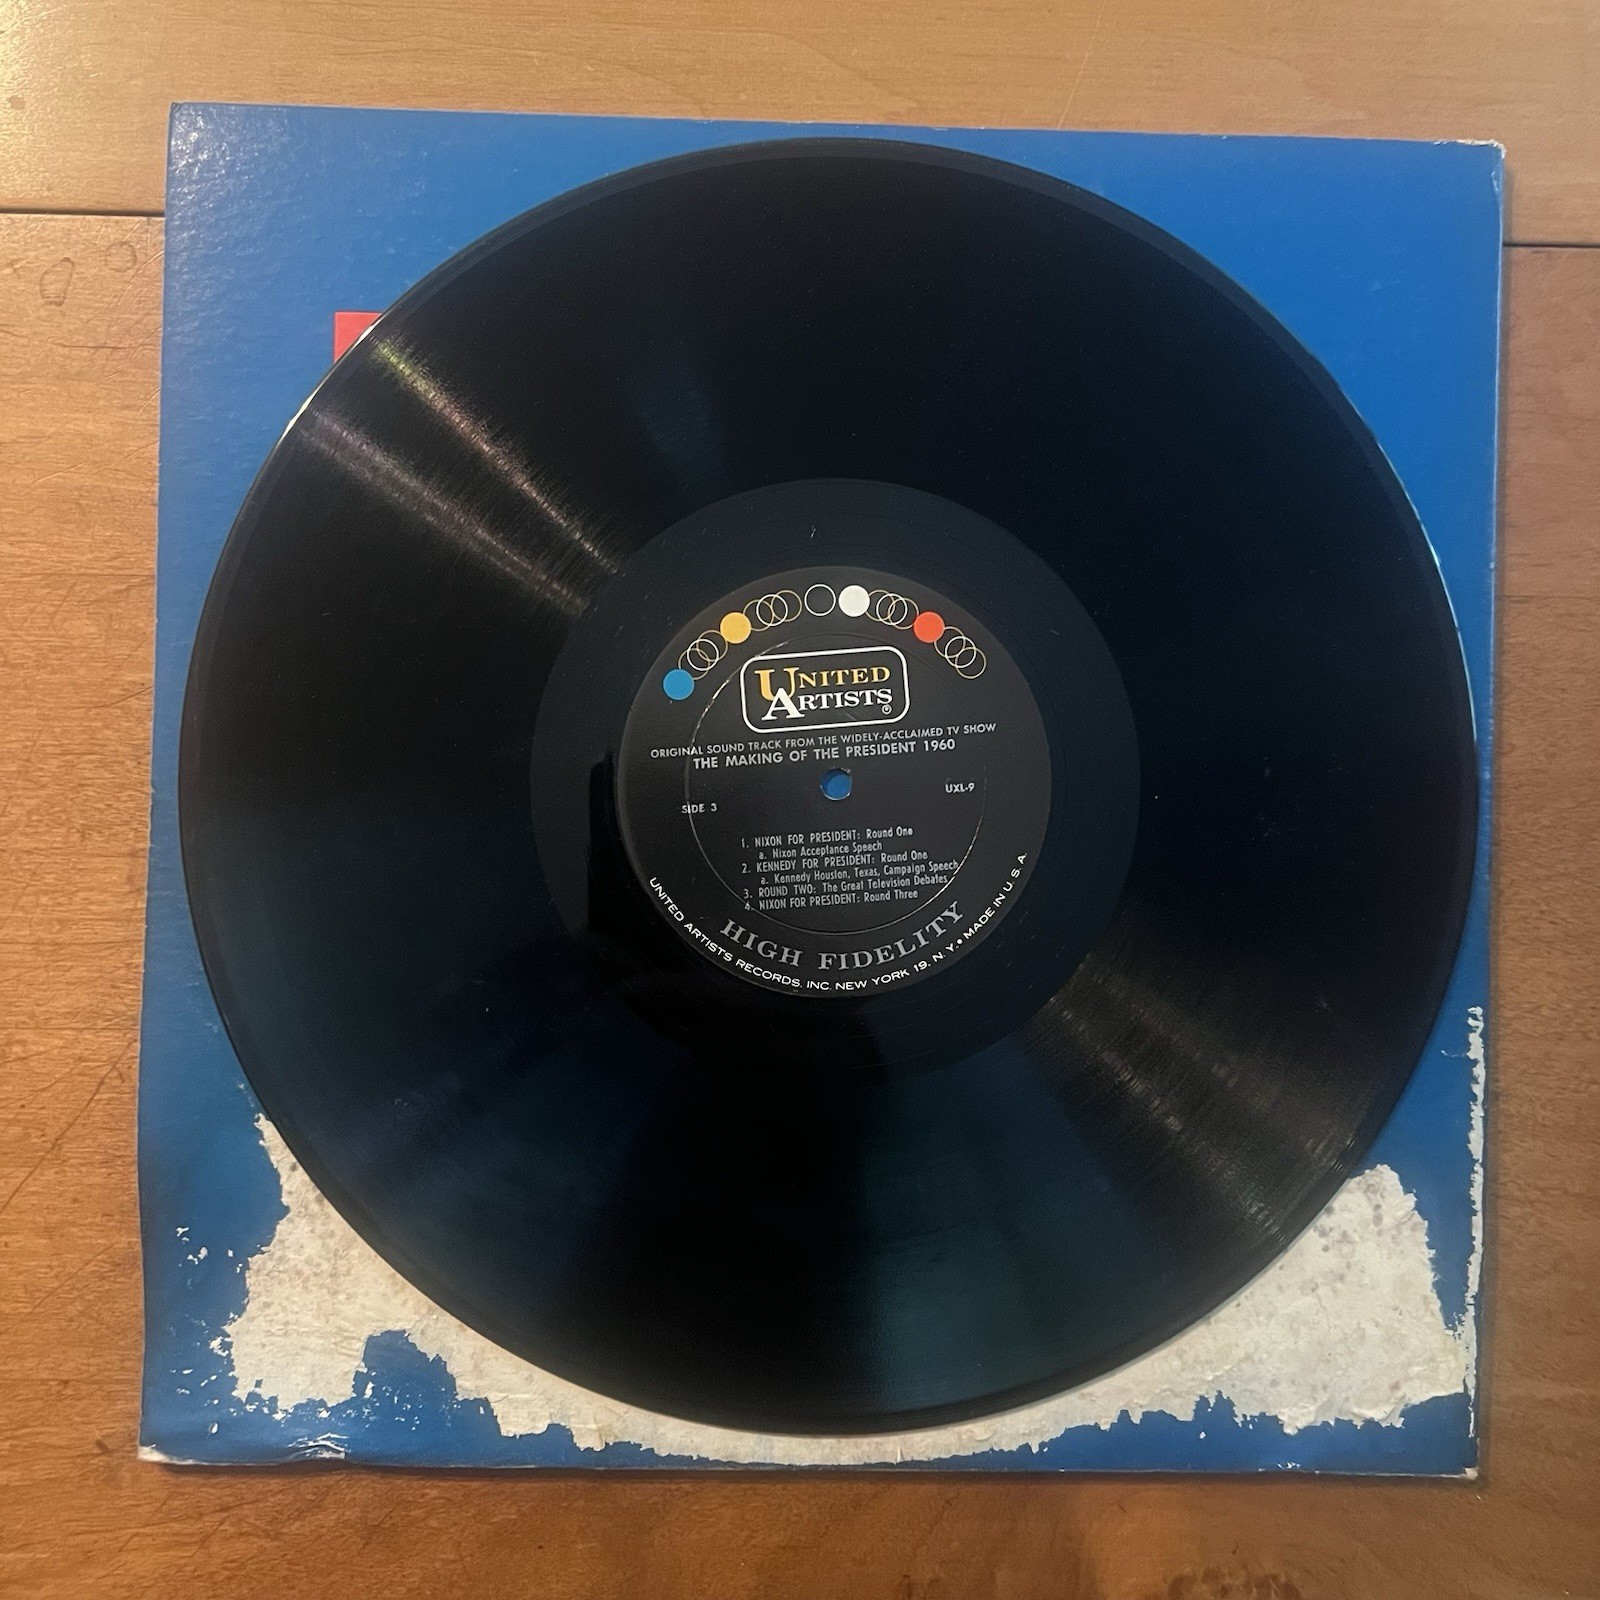 UNITED
ARTISTS®
ORIGINAL SOUND TRACK FROM THE WIDELY-ACCLAIMED TV SHOW
THE MAKING OF THE PRESIDENT 1960
SIDE 3
UXL-9
1. NIXON FOR PRESIDENT: Round One
a. Nixon Acceptance Speech
2. KENNEDY FOR PRESIDENT: Round One
a. Kennedy Houston, Texas, Campaign Speech
3. ROUND TWO: The Great Television Debates
4. NIXON FOR PRESIDENT: Round Three
HIGH FIDELITY
UNITED ARTISTS RECORDS, INC. NEW YORK 19, N. Y. • MADE IN U.S.A.